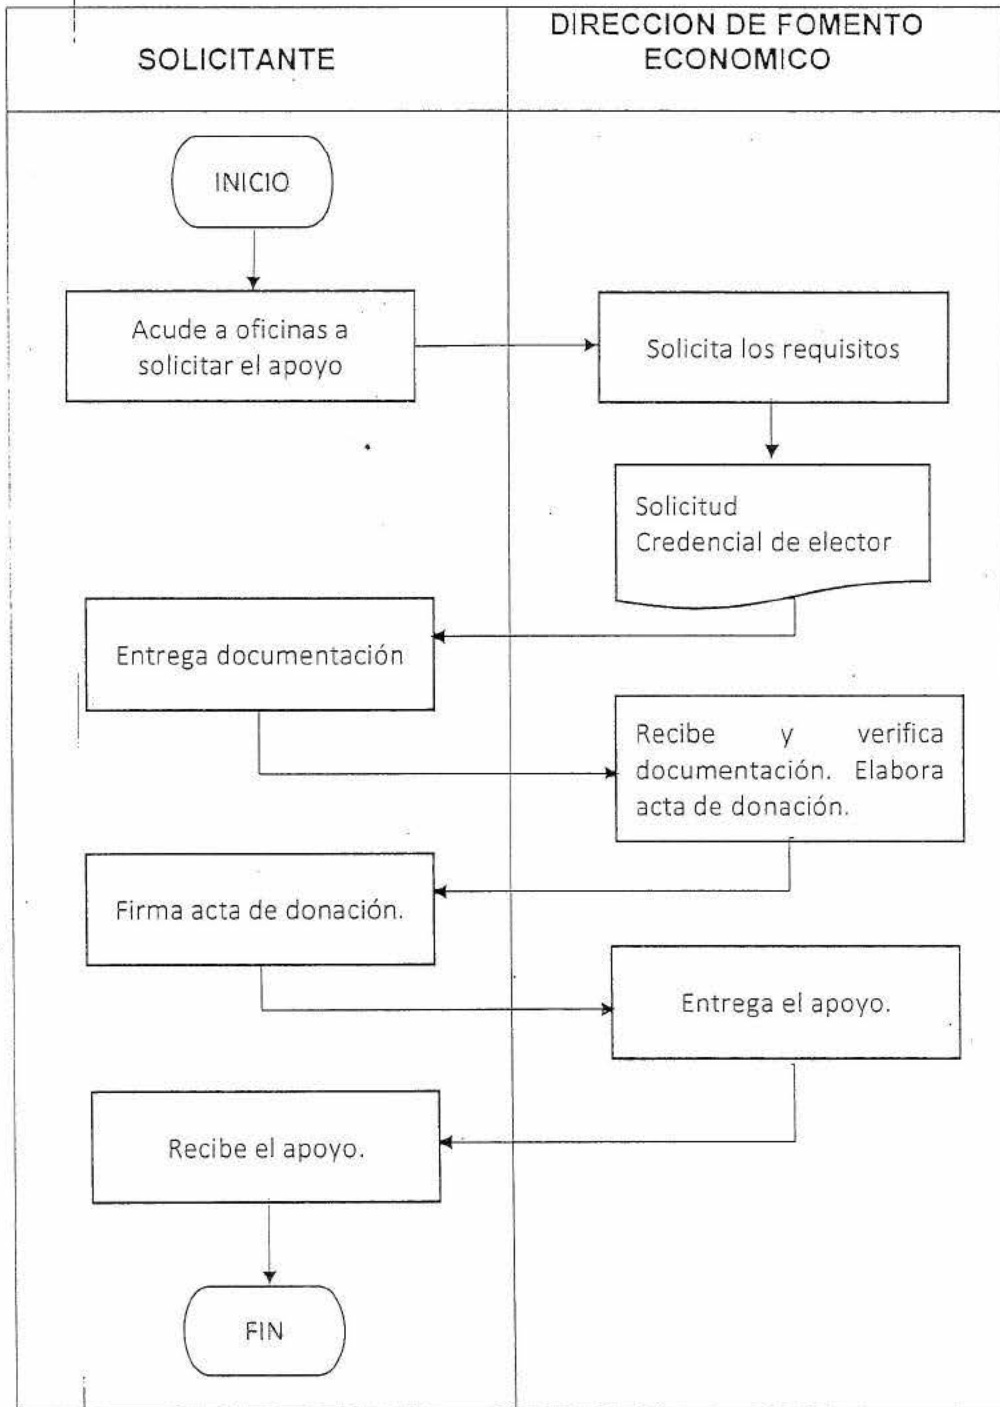 SOLICITANTE
DIRECCION DE FOMENTO
ECONOMICO
INICIO
Acude a oficinas a
solicitar el apoyo
Solicita los requisitos
Solicitud
Credencial de elector
Entrega documentación
Recibe y verifica
documentación. Elabora
acta de donación.
Firma acta de donación.
Entrega el apoyo.
Recibe el apoyo.
FIN